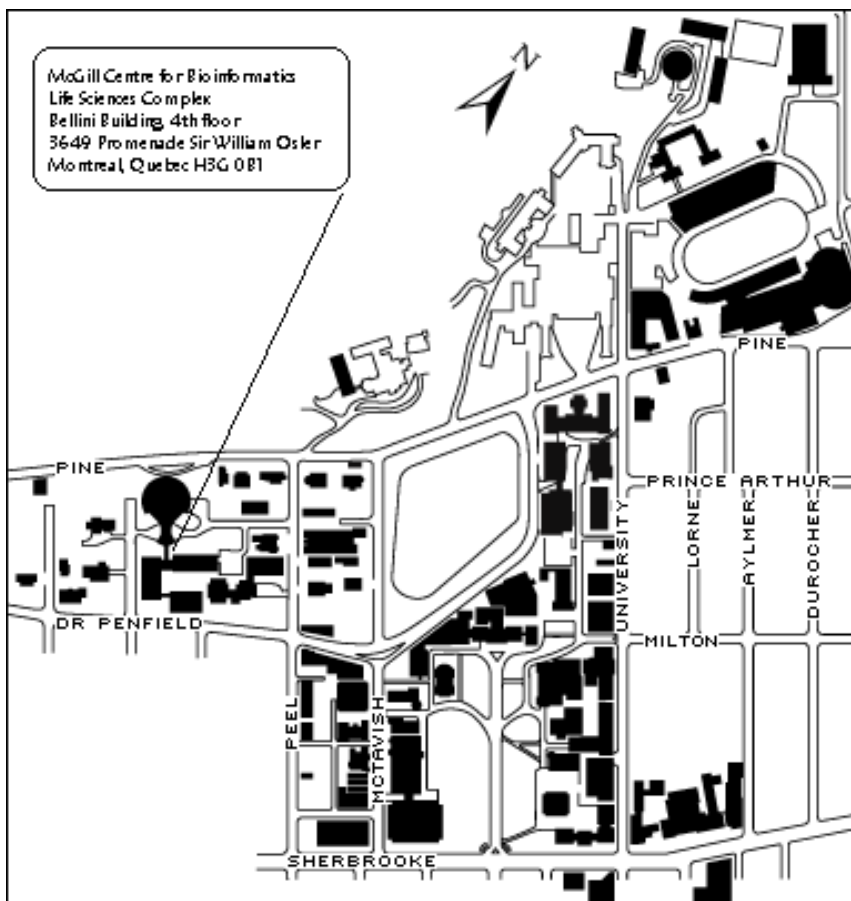 McGill Centre for Bioinformatics
Life Sciences Complex
Bellini Building, 4th floor
3649 Promenade Sir William Osler
Montreal, Quebec H3G 0B1
N
PINE
PINE
PRINCE ARTHUR
UNIVERSITY
LORNE
AYLMER
DUROCHER
DR PENFIELD
MILTON
PEEL
MCTAVISH
SHERBROOKE